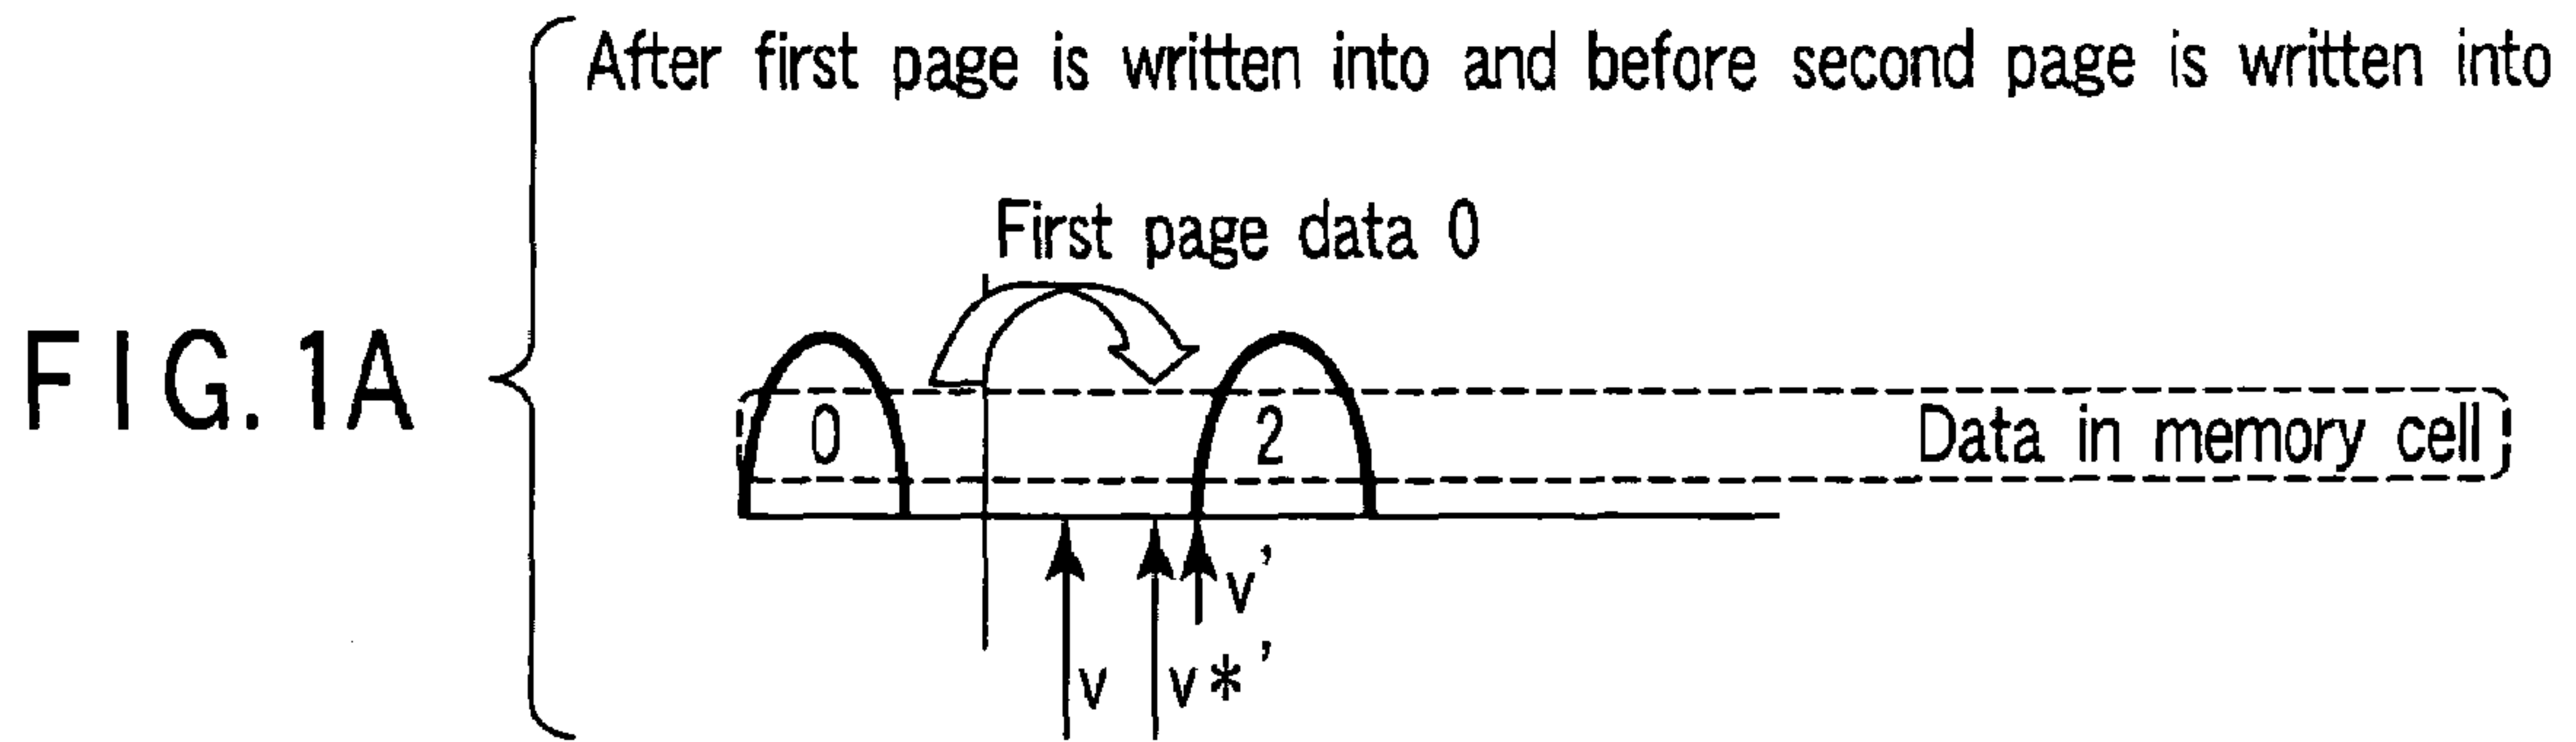 After first page is written into and before second page is written into
First page data 0
FIG. 1A
0
2
Data in memory cell
v'
v
v*'